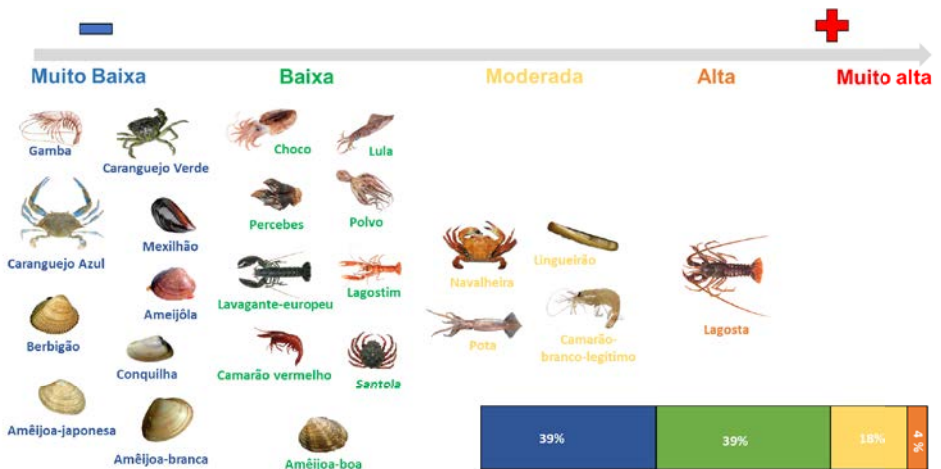 Muito Baixa
Baixa
Moderada
Alta
Muito alta
Gamba
Caranguejo Verde
Choco
Lula
Caranguejo Azul
Mexilhão
Percebes
Polvo
Navalheira
Lingueirão
Berbigão
Ameijôla
Lavagante-europeu
Lagostim
Pota
Camarão-
branco-legítimo
Lagosta
Conquilha
Camarão vermelho
Santola
Amêijoa-japonesa
Amêijoa-branca
Amêijoa-boa
39%
39%
18%
4 %